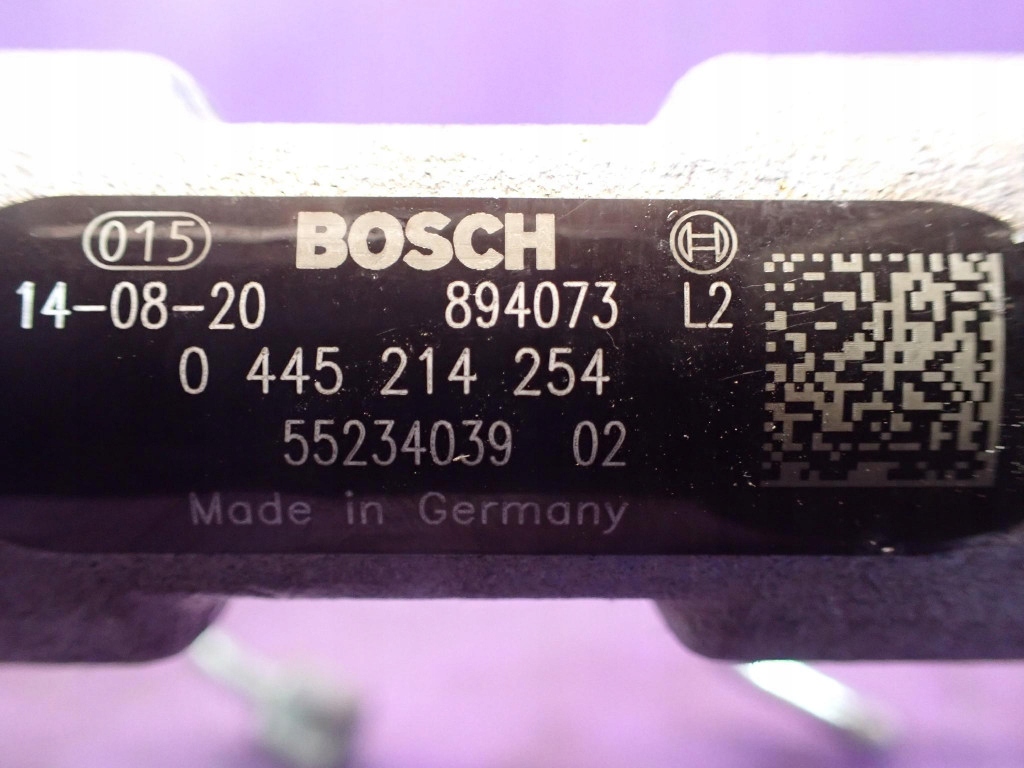 015 BOSCH
14-08-20 894073 L2
0 445 214 254
55234039 02
Made in Germany